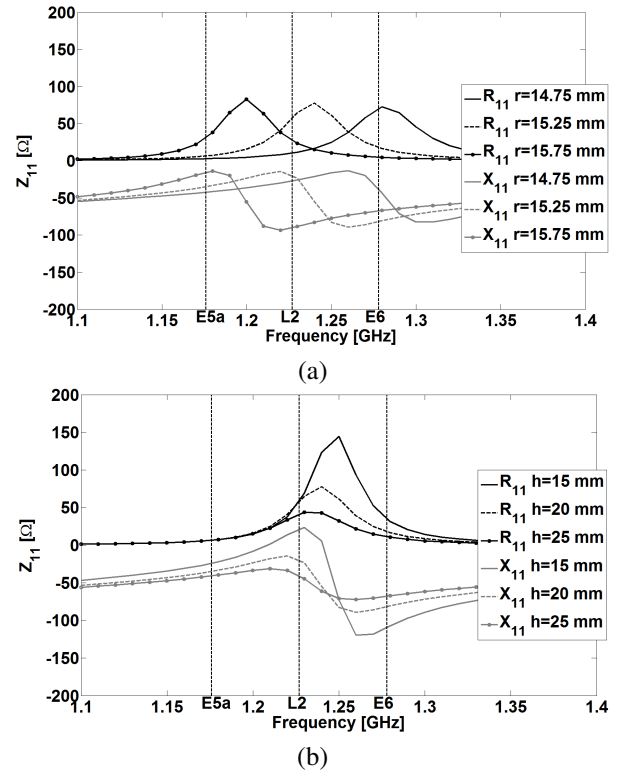 200
150
100
50
0
-50
-100
-150
-200
Z11 [Ω]
R11 r=14.75 mm
R11 r=15.25 mm
R11 r=15.75 mm
X11 r=14.75 mm
X11 r=15.25 mm
X11 r=15.75 mm
1.1 1.15 E5a 1.2 L2 1.25 E6 1.3 1.35 1.4
Frequency [GHz]
(a)
200
150
100
50
0
-50
-100
-150
-200
Z11 [Ω]
R11 h=15 mm
R11 h=20 mm
R11 h=25 mm
X11 h=15 mm
X11 h=20 mm
X11 h=25 mm
1.1 1.15 E5a 1.2 L2 1.25 E6 1.3 1.35 1.4
Frequency [GHz]
(b)